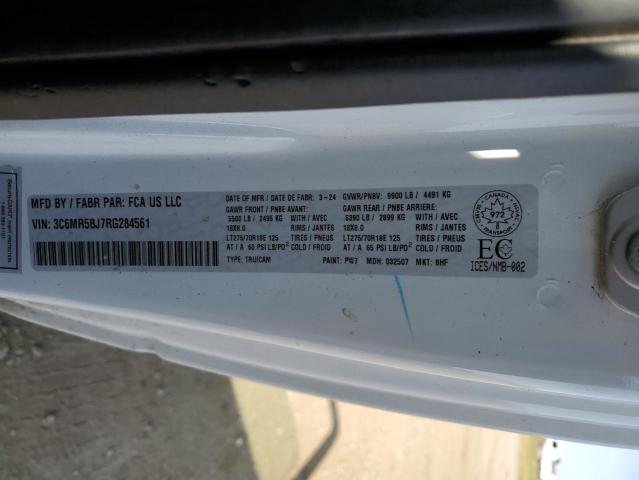 MFD BY / FABR PAR: FCA US LLC
VIN: 3C6MR5BJ7RG284561
DATE OF MFR / DATE DE FABR: 3-24 GVWR/PNBV: 9900 LB / 4491 KG
GAWR FRONT / PNBE AVANT: GAWR REAR / PNBE ARRIERE:
5500 LB / 2495 KG WITH / AVEC 6390 LB / 2899 KG WITH / AVEC
18X8.0 RIMS / JANTES 18X8.0 RIMS / JANTES
LT275/70R18E 125 TIRES / PNEUS LT275/70R18E 125 TIRES / PNEUS
AT / A 65 PSI LB/PO² COLD / FROID AT / A 65 PSI LB/PO² COLD / FROID
TYPE: TRU/CAM PAINT: PW7 MDH: 032507 MKT: 8HF
CANADA
972
8
TRANSPORT
EC
ICES/NMB-002